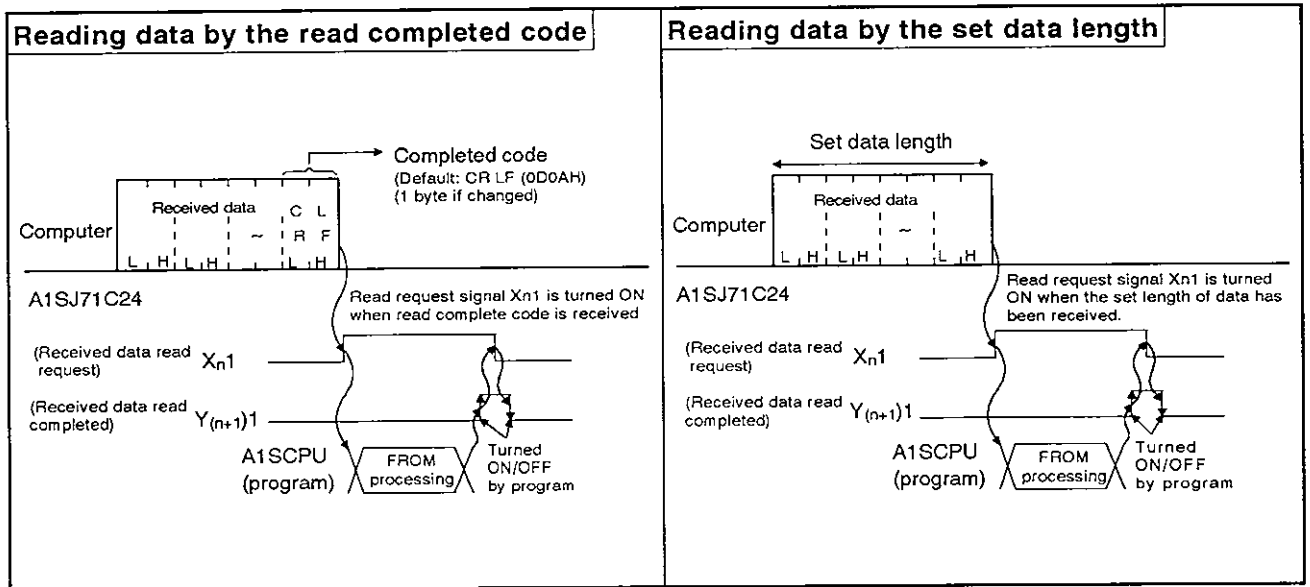 Reading data by the read completed code
Completed code
(Default: CR LF (0D0AH)
(1 byte if changed)
Received data
C L
~ R F
Computer
L H L H L H
A1SJ71C24
Read request signal Xn1 is turned ON
when read complete code is received
(Received data read
request) Xn1
(Received data read
completed) Y(n+1)1
A1SCPU
(program)
FROM
processing
Turned
ON/OFF
by program
Reading data by the set data length
Set data length
Received data
~
Computer
L H L H L H
A1SJ71C24
Read request signal Xn1 is turned
ON when the set length of data has
been received.
(Received data read
request) Xn1
(Received data read
completed) Y(n+1)1
A1SCPU
(program)
FROM
processing
Turned
ON/OFF
by program